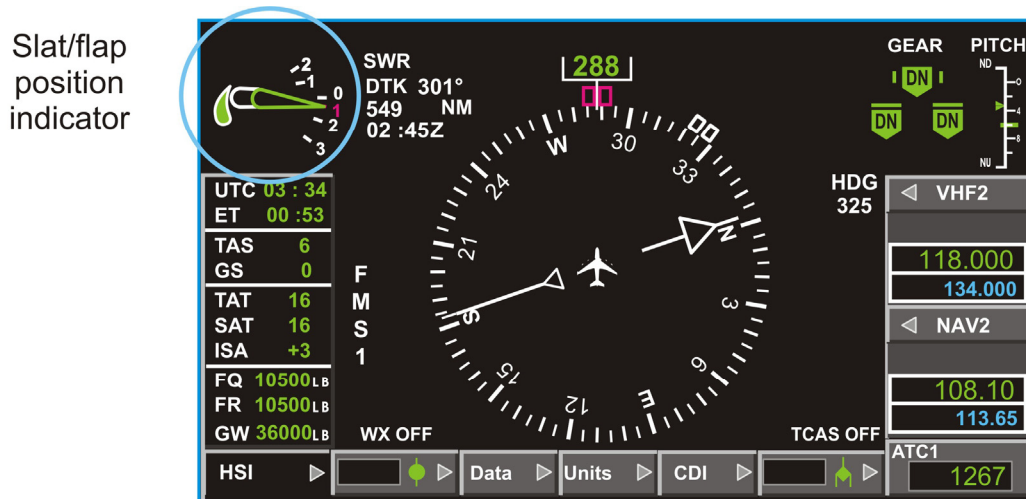 Slat/flap
position
indicator
2
1
0
1
2
3
SWR
DTK 301°
549 NM
02 :45Z
288
GEAR
DN
DN DN
PITCH
ND
0
4
8
NU
HDG
325
UTC 03 : 34
ET 00 :53
TAS 6
GS 0
TAT 16
SAT 16
ISA +3
FQ 10500LB
FR 10500LB
GW 36000LB
F
M
S
1
W
30
33
N
3
6
E
12
15
S
21
24
WX OFF
TCAS OFF
VHF2
118.000
134.000
NAV2
108.10
113.65
ATC1
1267
HSI
Data
Units
CDI